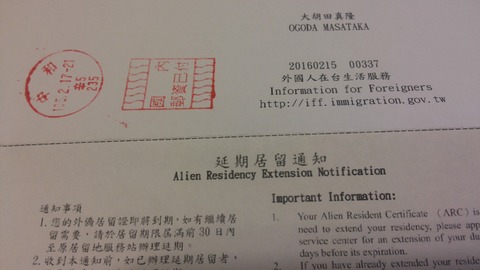 大胡田真隆
OGODA MASATAKA
105.2.17-21
235
國內
郵資已付
20160215 00337
外國人在台生活服務
Information for Foreigners
http://iff.immigration.gov.tw
延期居留通知
Alien Residency Extension Notification
通知事項
1. 您的外僑居留證即將到期,如有繼續居
留需要,請於居留期限屆滿前 30 日內
至原居留地服務站辦理延期。
2. 收到本通知前,如已辦理延期居留者,
Important Information:
1. Your Alien Resident Certificate (ARC) is
need to extend your residency, please app
service center for an extension of your du
days before its expiration.
2. If you have already extended your residen